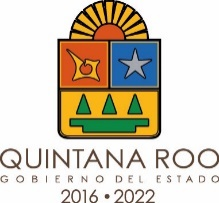 QUINTANA ROO
GOBIERNO DEL ESTADO
2016 • 2022